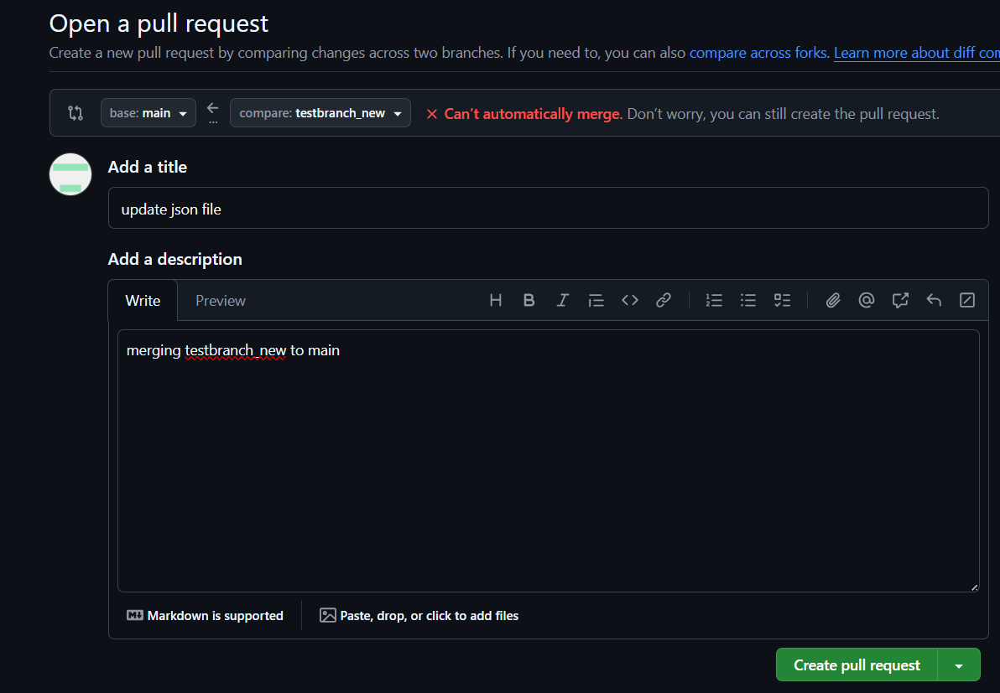 Open a pull request
Create a new pull request by comparing changes across two branches. If you need to, you can also compare across forks. Learn more about diff com
base: main ← compare: testbranch_new × Can't automatically merge. Don't worry, you can still create the pull request.
...
Add a title
update json file
Add a description
Write Preview H B I
merging testbranch_new to main
M↓ Markdown is supported Paste, drop, or click to add files
Create pull request